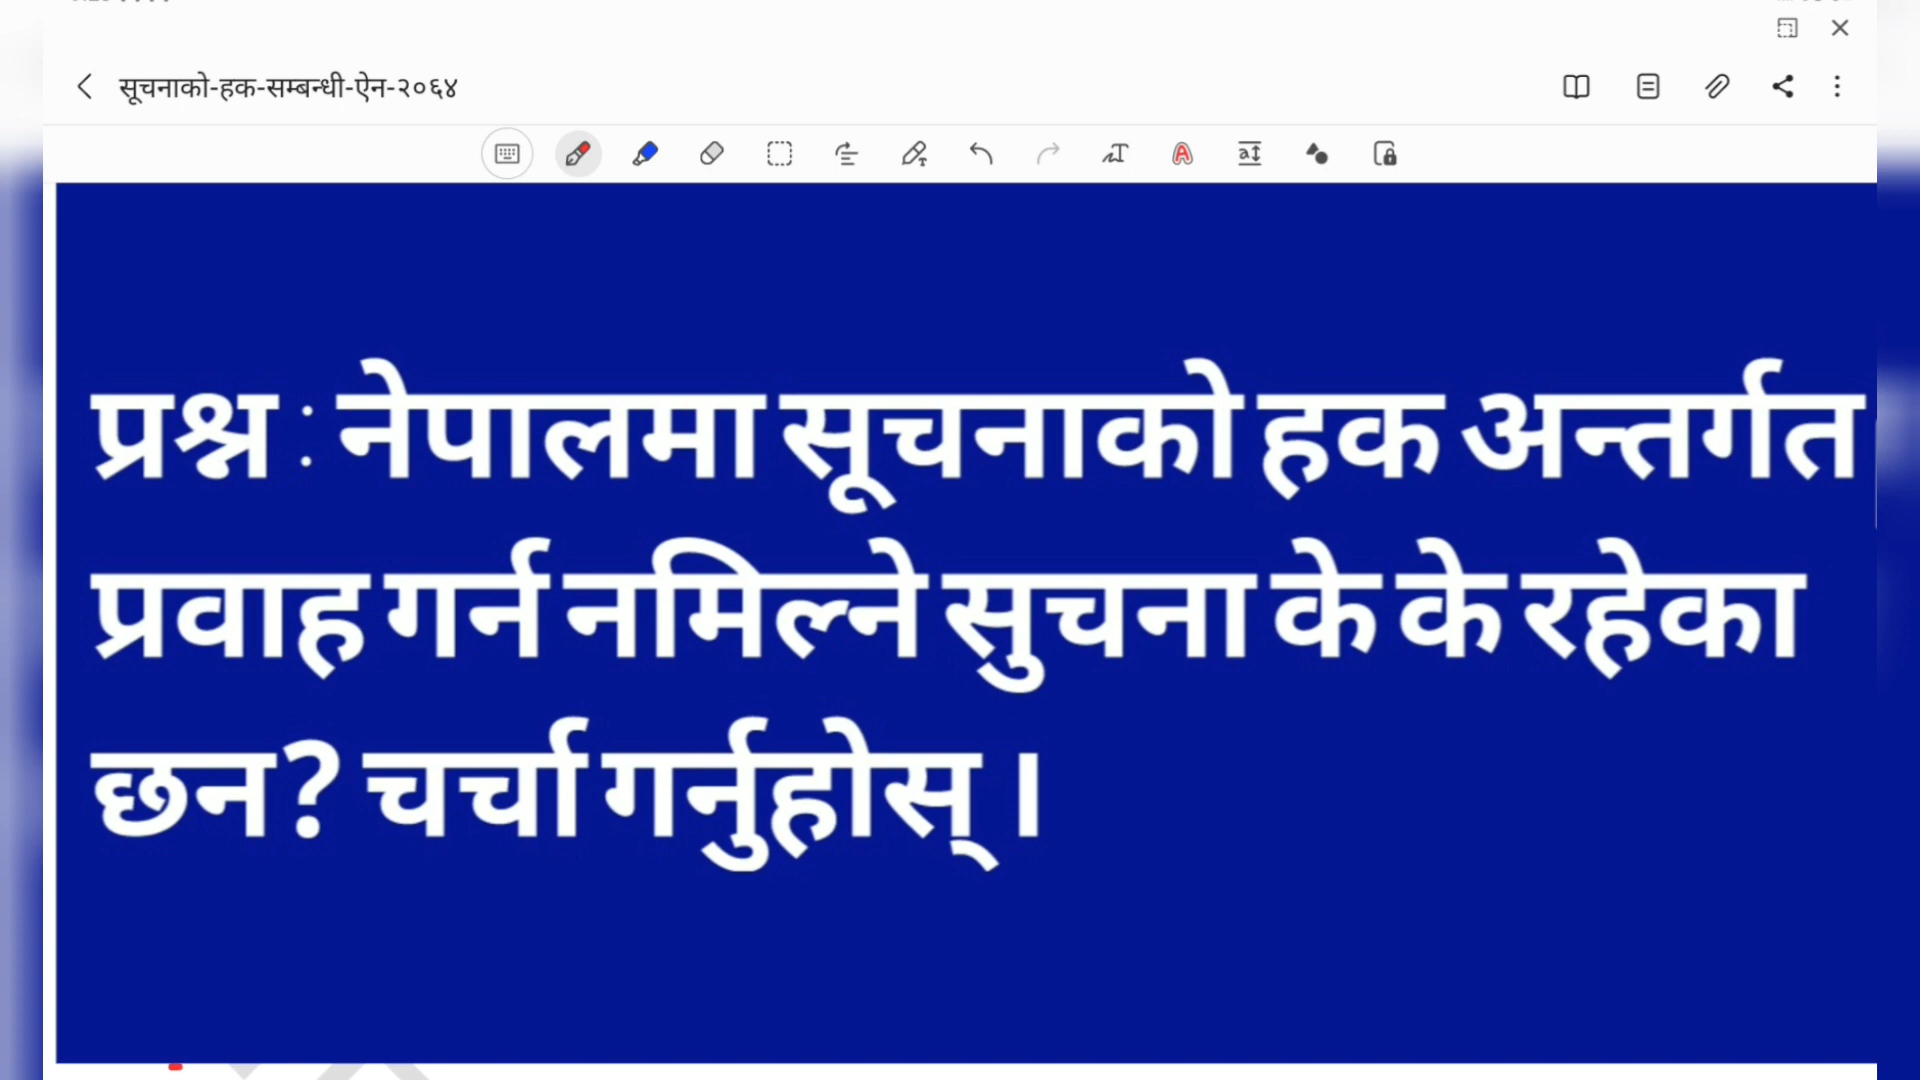 सूचनाको-हक-सम्बन्धी-ऐन-२०६४
प्रश्न : नेपालमा सूचनाको हक अन्तर्गत
प्रवाह गर्न नमिल्ने सुचना के के रहेका
छन? चर्चा गर्नुहोस् ।